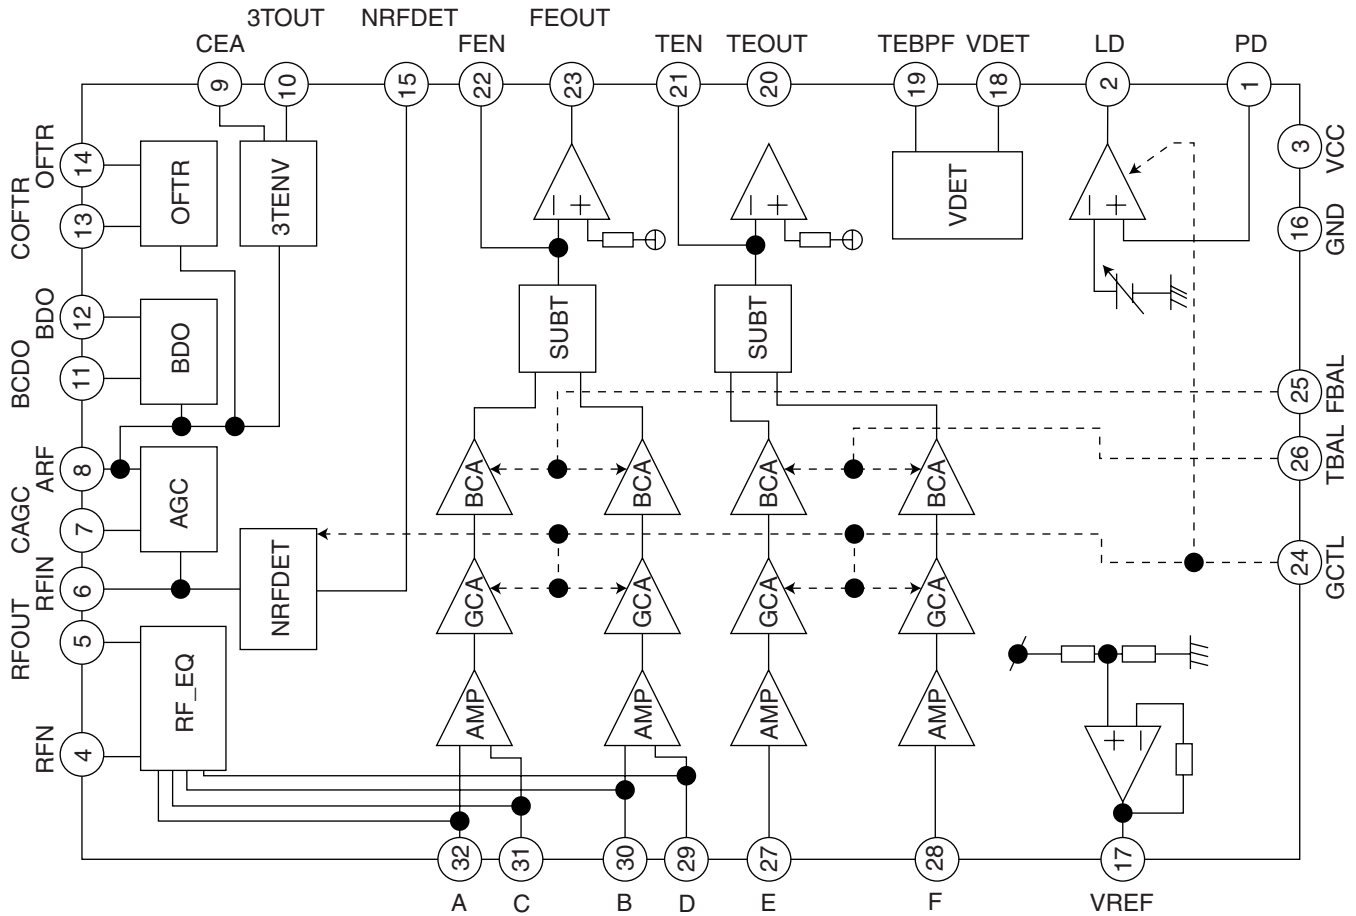 3TOUT NRFDET FEOUT
CEA FEN TEN TEOUT TEBPF VDET LD PD
9 10 15 22 23 21 20 19 18 2 1
OFTR 14
COFTR 13
OFTR
3TENV
VDET
3 VCC
16 GND
− +
− +
− +
BDO 12
BCDO 11
BDO
SUBT
SUBT
25 FBAL
26 TBAL
ARF 8
CAGC 7
AGC
BCA BCA BCA BCA
24 GCTL
RFIN 6
NRFDET
GCA GCA GCA GCA
RFOUT 5
RFN 4
RF_EQ
AMP AMP AMP AMP
+ −
32 31 30 29 27 28 17
A C B D E F VREF